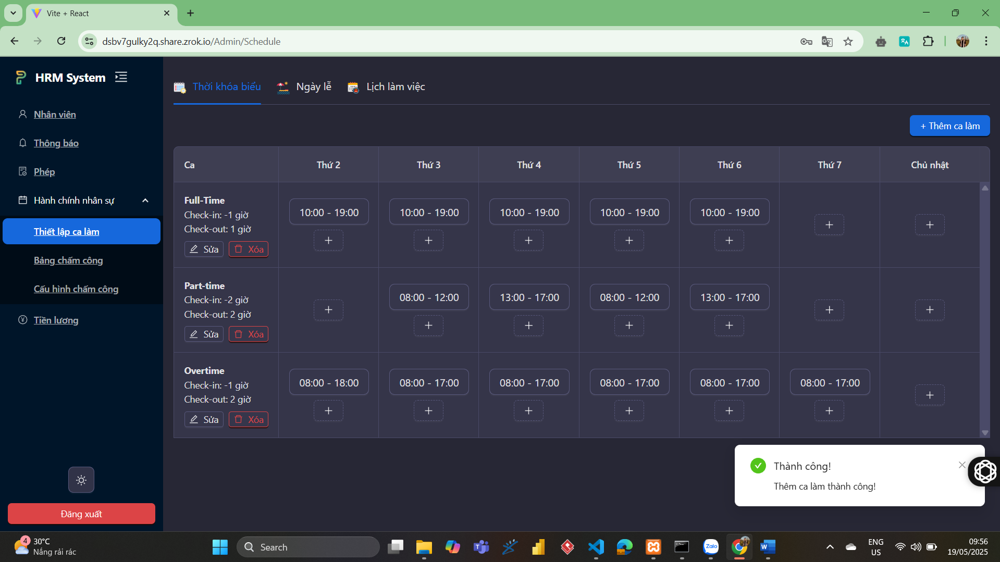 Vite + React
dsbv7gulky2q.share.zrok.io/Admin/Schedule
HRM System
Nhân viên
Thông báo
Phép
Hành chính nhân sự
Thiết lập ca làm
Bảng chấm công
Cấu hình chấm công
Tiền lương
Đăng xuất
Thời khóa biểu
Ngày lễ
Lịch làm việc
+ Thêm ca làm
Ca Thứ 2 Thứ 3 Thứ 4 Thứ 5 Thứ 6 Thứ 7 Chủ nhật
Full-Time
Check-in: -1 giờ
Check-out: 1 giờ
Sửa Xóa
10:00 - 19:00 10:00 - 19:00 10:00 - 19:00 10:00 - 19:00 10:00 - 19:00
+ + + + + + +
Part-time
Check-in: -2 giờ
Check-out: 2 giờ
Sửa Xóa
08:00 - 12:00 13:00 - 17:00 08:00 - 12:00 13:00 - 17:00
+ + + + + + +
Overtime
Check-in: -1 giờ
Check-out: 2 giờ
Sửa Xóa
08:00 - 18:00 08:00 - 17:00 08:00 - 17:00 08:00 - 17:00 08:00 - 17:00 08:00 - 17:00
+ + + + + + +
Thành công!
Thêm ca làm thành công!
4
30°C
Nắng rải rác
Search
Zalo
ENG
US
09:56
19/05/2025